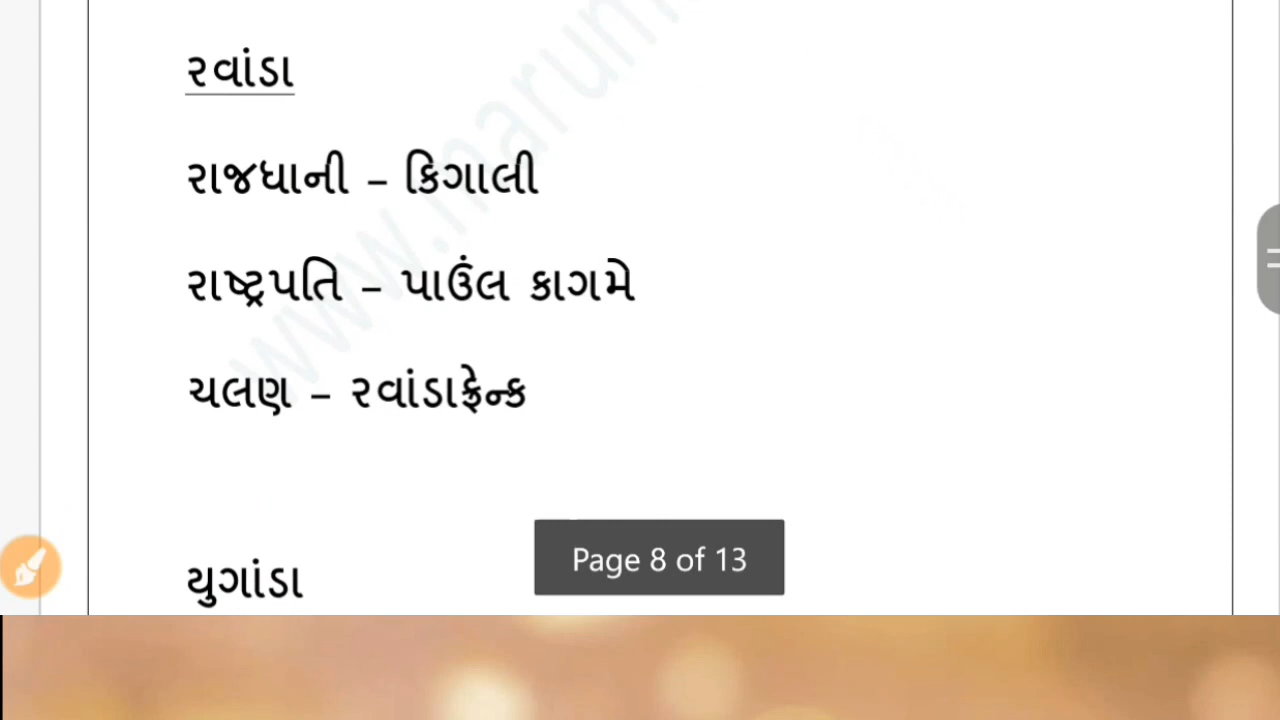 રવાંડા
રાજધાની – કિગાલી
રાષ્ટ્રપતિ – પાઉંલ કાગમે
ચલણ – રવાંડાફ્રેન્ક
Page 8 of 13
યુગાંડા